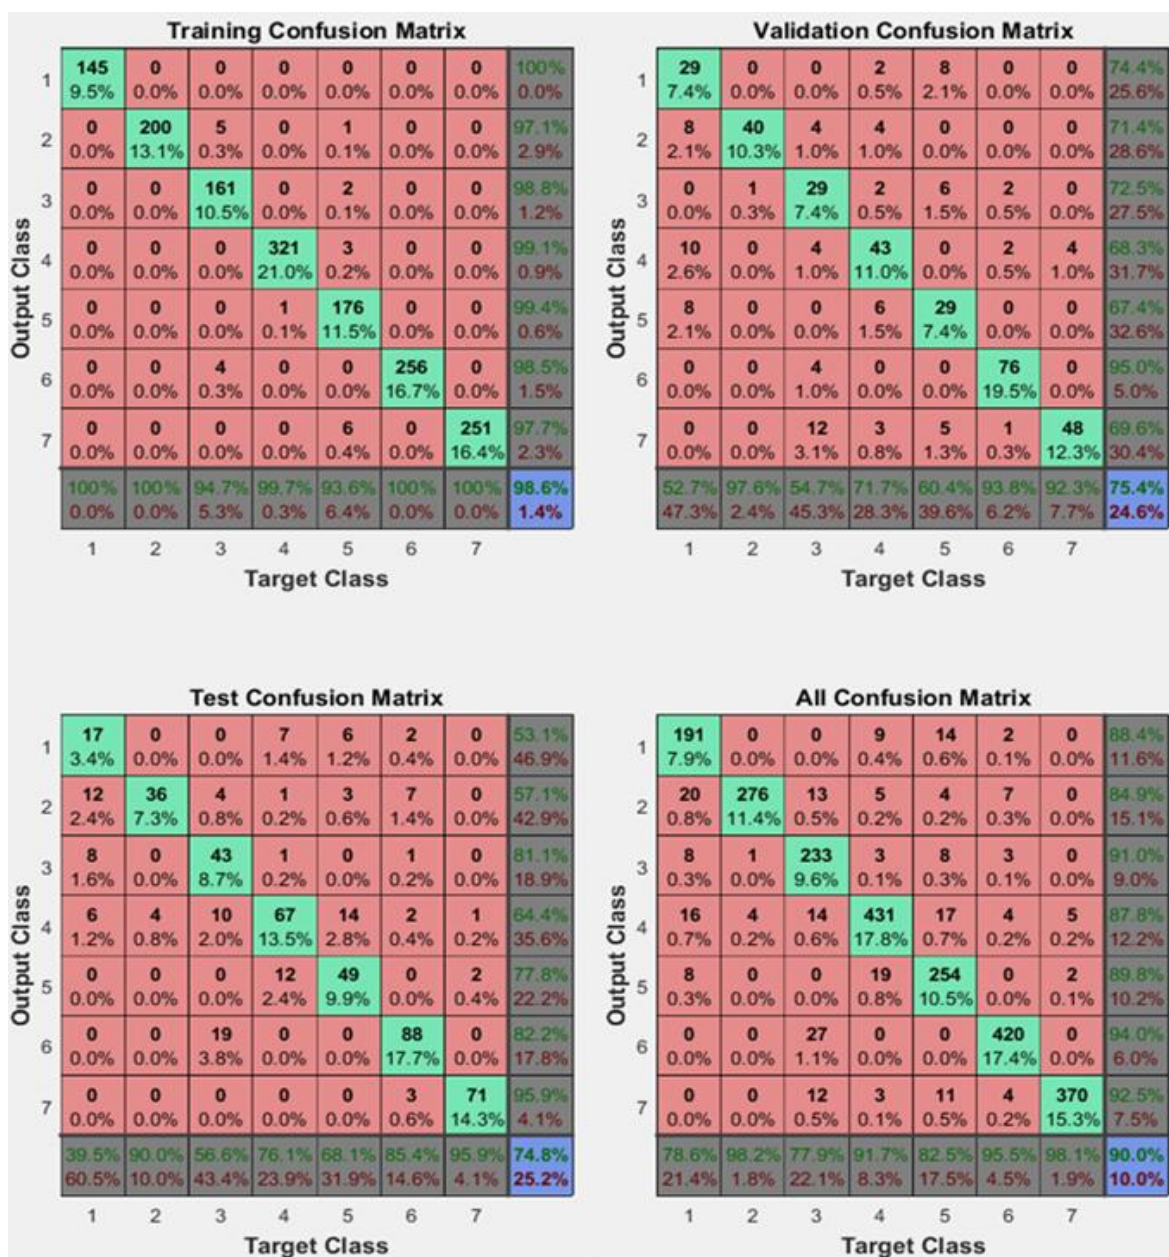 Training Confusion Matrix
Validation Confusion Matrix
1 145 0 0 0 0 0 0 100%
9.5% 0.0% 0.0% 0.0% 0.0% 0.0% 0.0% 0.0%
2 0 200 5 0 1 0 0 97.1%
0.0% 13.1% 0.3% 0.0% 0.1% 0.0% 0.0% 2.9%
3 0 0 161 0 2 0 0 98.8%
0.0% 0.0% 10.5% 0.0% 0.1% 0.0% 0.0% 1.2%
4 0 0 0 321 3 0 0 99.1%
0.0% 0.0% 0.0% 21.0% 0.2% 0.0% 0.0% 0.9%
5 0 0 0 1 176 0 0 99.4%
0.0% 0.0% 0.0% 0.1% 11.5% 0.0% 0.0% 0.6%
6 0 0 4 0 0 256 0 98.5%
0.0% 0.0% 0.3% 0.0% 0.0% 16.7% 0.0% 1.5%
7 0 0 0 0 6 0 251 97.7%
0.0% 0.0% 0.0% 0.0% 0.4% 0.0% 16.4% 2.3%
100% 100% 94.7% 99.7% 93.6% 100% 100% 98.6%
0.0% 0.0% 5.3% 0.3% 6.4% 0.0% 0.0% 1.4%
1 2 3 4 5 6 7
Target Class
Output Class
1 29 0 0 2 8 0 0 74.4%
7.4% 0.0% 0.0% 0.5% 2.1% 0.0% 0.0% 25.6%
2 8 40 4 4 0 0 0 71.4%
2.1% 10.3% 1.0% 1.0% 0.0% 0.0% 0.0% 28.6%
3 0 1 29 2 6 2 0 72.5%
0.0% 0.3% 7.4% 0.5% 1.5% 0.5% 0.0% 27.5%
4 10 0 4 43 0 2 4 68.3%
2.6% 0.0% 1.0% 11.0% 0.0% 0.5% 1.0% 31.7%
5 8 0 0 6 29 0 0 67.4%
2.1% 0.0% 0.0% 1.5% 7.4% 0.0% 0.0% 32.6%
6 0 0 4 0 0 76 0 95.0%
0.0% 0.0% 1.0% 0.0% 0.0% 19.5% 0.0% 5.0%
7 0 0 12 3 5 1 48 69.6%
0.0% 0.0% 3.1% 0.8% 1.3% 0.3% 12.3% 30.4%
52.7% 97.6% 54.7% 71.7% 60.4% 93.8% 92.3% 75.4%
47.3% 2.4% 45.3% 28.3% 39.6% 6.2% 7.7% 24.6%
1 2 3 4 5 6 7
Target Class
Output Class
Test Confusion Matrix
All Confusion Matrix
1 17 0 0 7 6 2 0 53.1%
3.4% 0.0% 0.0% 1.4% 1.2% 0.4% 0.0% 46.9%
2 12 36 4 1 3 7 0 57.1%
2.4% 7.3% 0.8% 0.2% 0.6% 1.4% 0.0% 42.9%
3 8 0 43 1 0 1 0 81.1%
1.6% 0.0% 8.7% 0.2% 0.0% 0.2% 0.0% 18.9%
4 6 4 10 67 14 2 1 64.4%
1.2% 0.8% 2.0% 13.5% 2.8% 0.4% 0.2% 35.6%
5 0 0 0 12 49 0 2 77.8%
0.0% 0.0% 0.0% 2.4% 9.9% 0.0% 0.4% 22.2%
6 0 0 19 0 0 88 0 82.2%
0.0% 0.0% 3.8% 0.0% 0.0% 17.7% 0.0% 17.8%
7 0 0 0 0 0 3 71 95.9%
0.0% 0.0% 0.0% 0.0% 0.0% 0.6% 14.3% 4.1%
39.5% 90.0% 56.6% 76.1% 68.1% 85.4% 95.9% 74.8%
60.5% 10.0% 43.4% 23.9% 31.9% 14.6% 4.1% 25.2%
1 2 3 4 5 6 7
Target Class
Output Class
1 191 0 0 9 14 2 0 88.4%
7.9% 0.0% 0.0% 0.4% 0.6% 0.1% 0.0% 11.6%
2 20 276 13 5 4 7 0 84.9%
0.8% 11.4% 0.5% 0.2% 0.2% 0.3% 0.0% 15.1%
3 8 1 233 3 8 3 0 91.0%
0.3% 0.0% 9.6% 0.1% 0.3% 0.1% 0.0% 9.0%
4 16 4 14 431 17 4 5 87.8%
0.7% 0.2% 0.6% 17.8% 0.7% 0.2% 0.2% 12.2%
5 8 0 0 19 254 0 2 89.8%
0.3% 0.0% 0.0% 0.8% 10.5% 0.0% 0.1% 10.2%
6 0 0 27 0 0 420 0 94.0%
0.0% 0.0% 1.1% 0.0% 0.0% 17.4% 0.0% 6.0%
7 0 0 12 3 11 4 370 92.5%
0.0% 0.0% 0.5% 0.1% 0.5% 0.2% 15.3% 7.5%
78.6% 98.2% 77.9% 91.7% 82.5% 95.5% 98.1% 90.0%
21.4% 1.8% 22.1% 8.3% 17.5% 4.5% 1.9% 10.0%
1 2 3 4 5 6 7
Target Class
Output Class